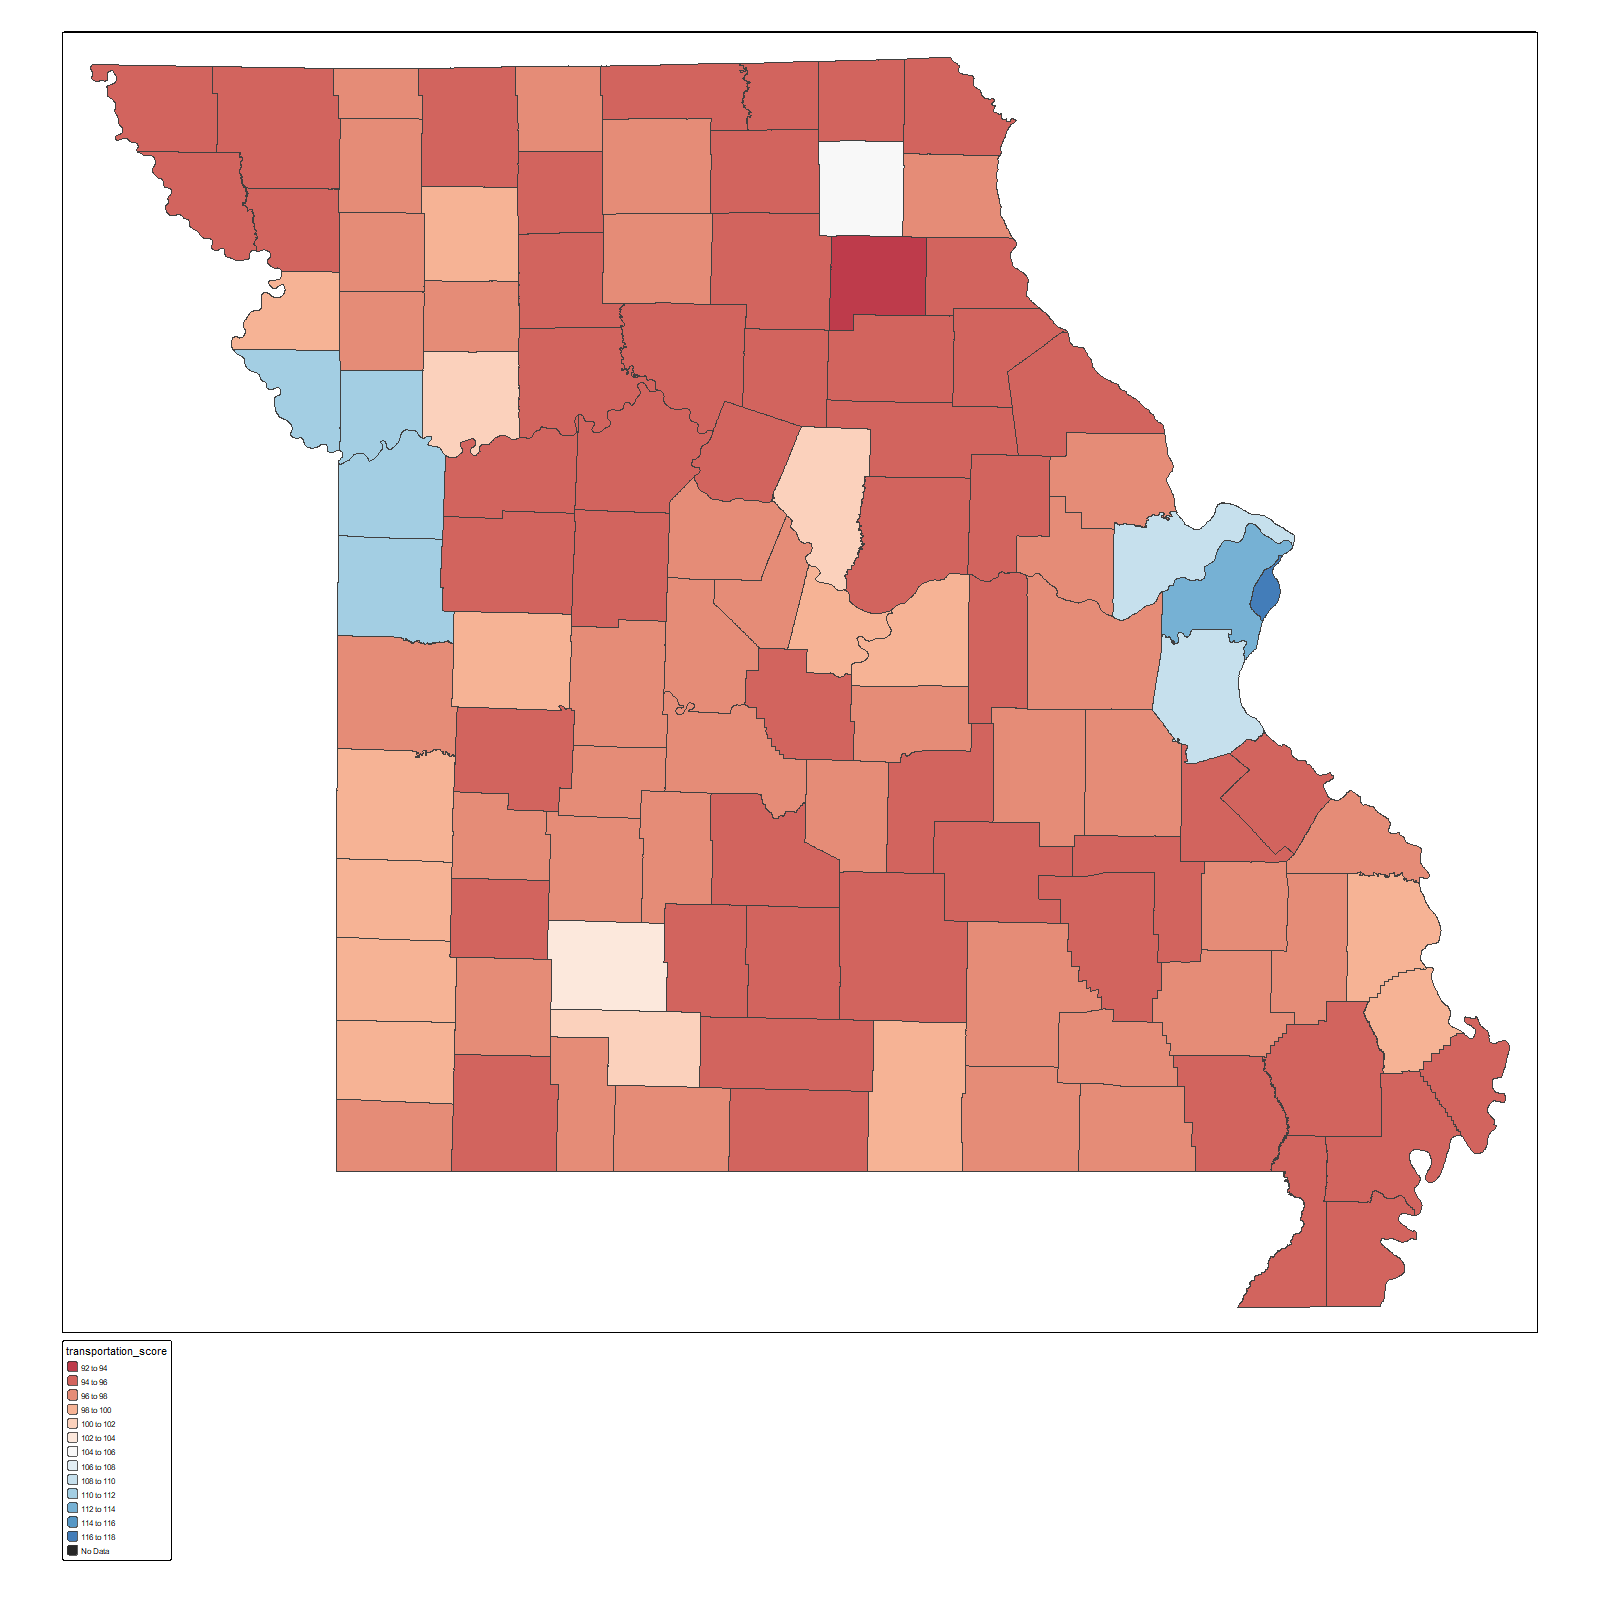 transportation_score
92 to 94
94 to 96
96 to 98
98 to 100
100 to 102
102 to 104
104 to 106
106 to 108
108 to 110
110 to 112
112 to 114
114 to 116
116 to 118
No Data